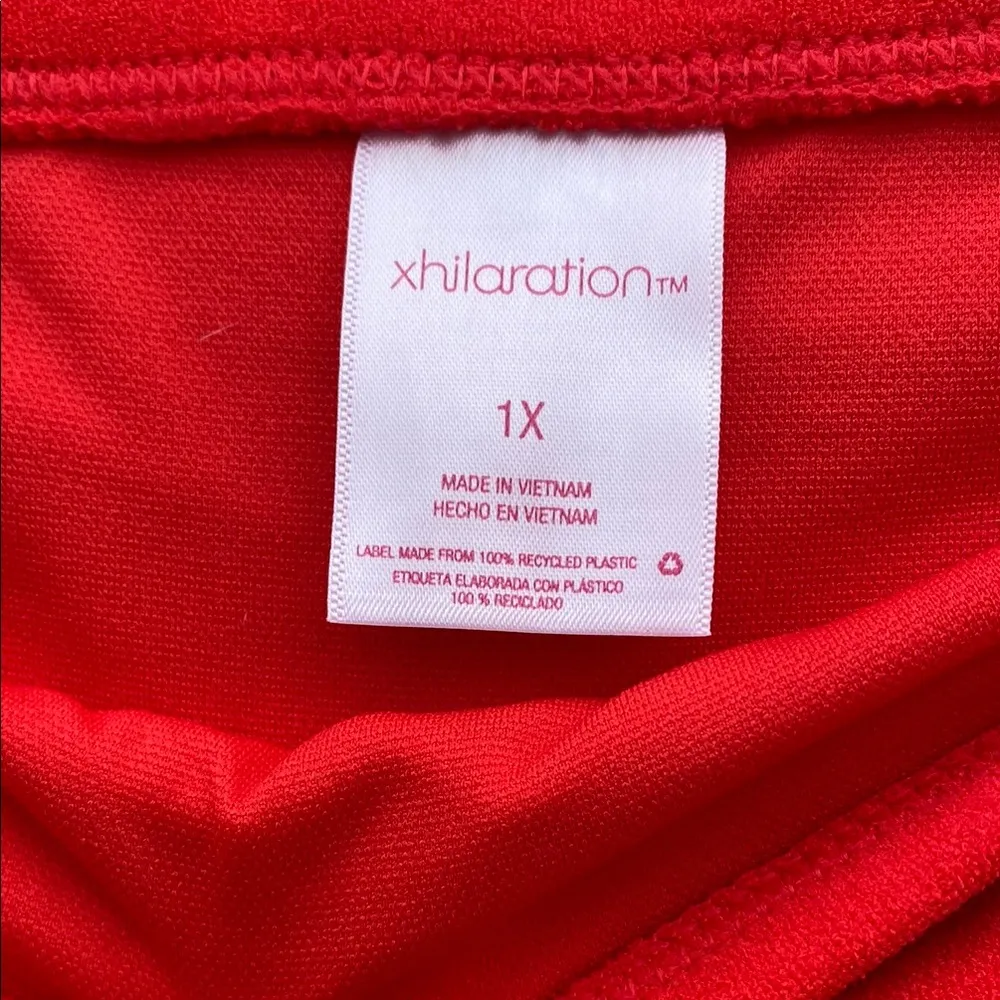 xhilaration™
1X
MADE IN VIETNAM
HECHO EN VIETNAM
LABEL MADE FROM 100% RECYCLED PLASTIC
ETIQUETA ELABORADA CON PLÁSTICO
100 % RECICLADO